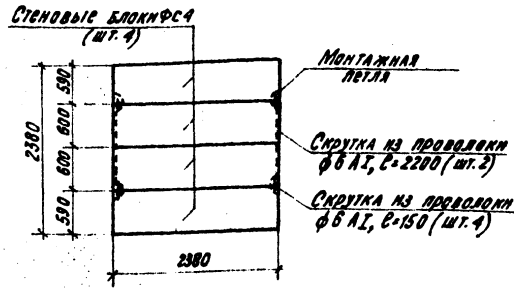 Стеновые блоки ФС4
(шт. 4)
Монтажная
петля
590
600
600
590
2380
Скрутка из проволоки
ф6 АI, ℓ=2200 (шт. 2)
Скрутка из проволоки
ф6 АI, ℓ=150 (шт. 4)
2380